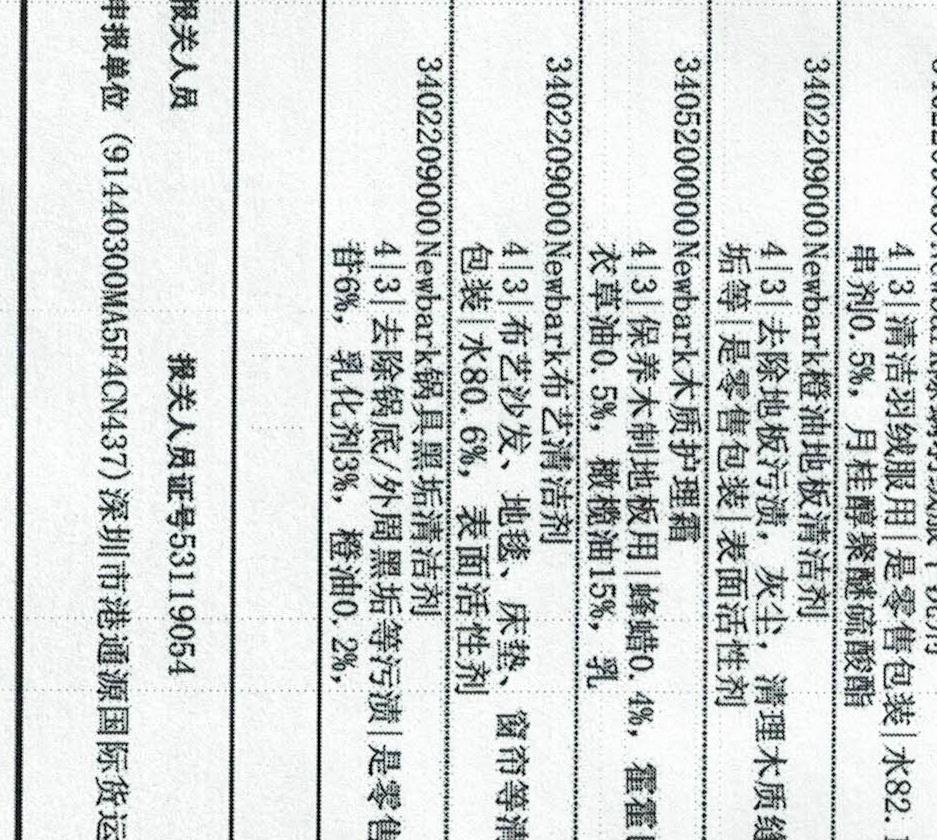 4|3|清洁羽绒服用|是零售包装|水82.
串剂0.5%, 月桂醇聚醚硫酸酯
3402209000Newbark橙油地板清洁剂
4|3|去除地板污渍, 灰尘, 清理木质缝
垢等|是零售包装|表面活性剂
3405200000Newbark木质护理霜
4|3|保养木制地板用|蜂蜡0.4%, 霍霍
衣草油0.5%, 橄榄油15%, 乳
3402209000Newbark布艺清洁剂
4|3|布艺沙发、地毯、床垫、窗帘等清
包装|水80.6%, 表面活性剂
3402209000Newbark锅具黑垢清洁剂
4|3|去除锅底/外周黑垢等污渍|是零售
苷6%, 乳化剂3%, 橙油0.2%,
报关人员 报关人员证号53119054
申报单位 (91440300MA5F4CN437)深圳市港通源国际货运